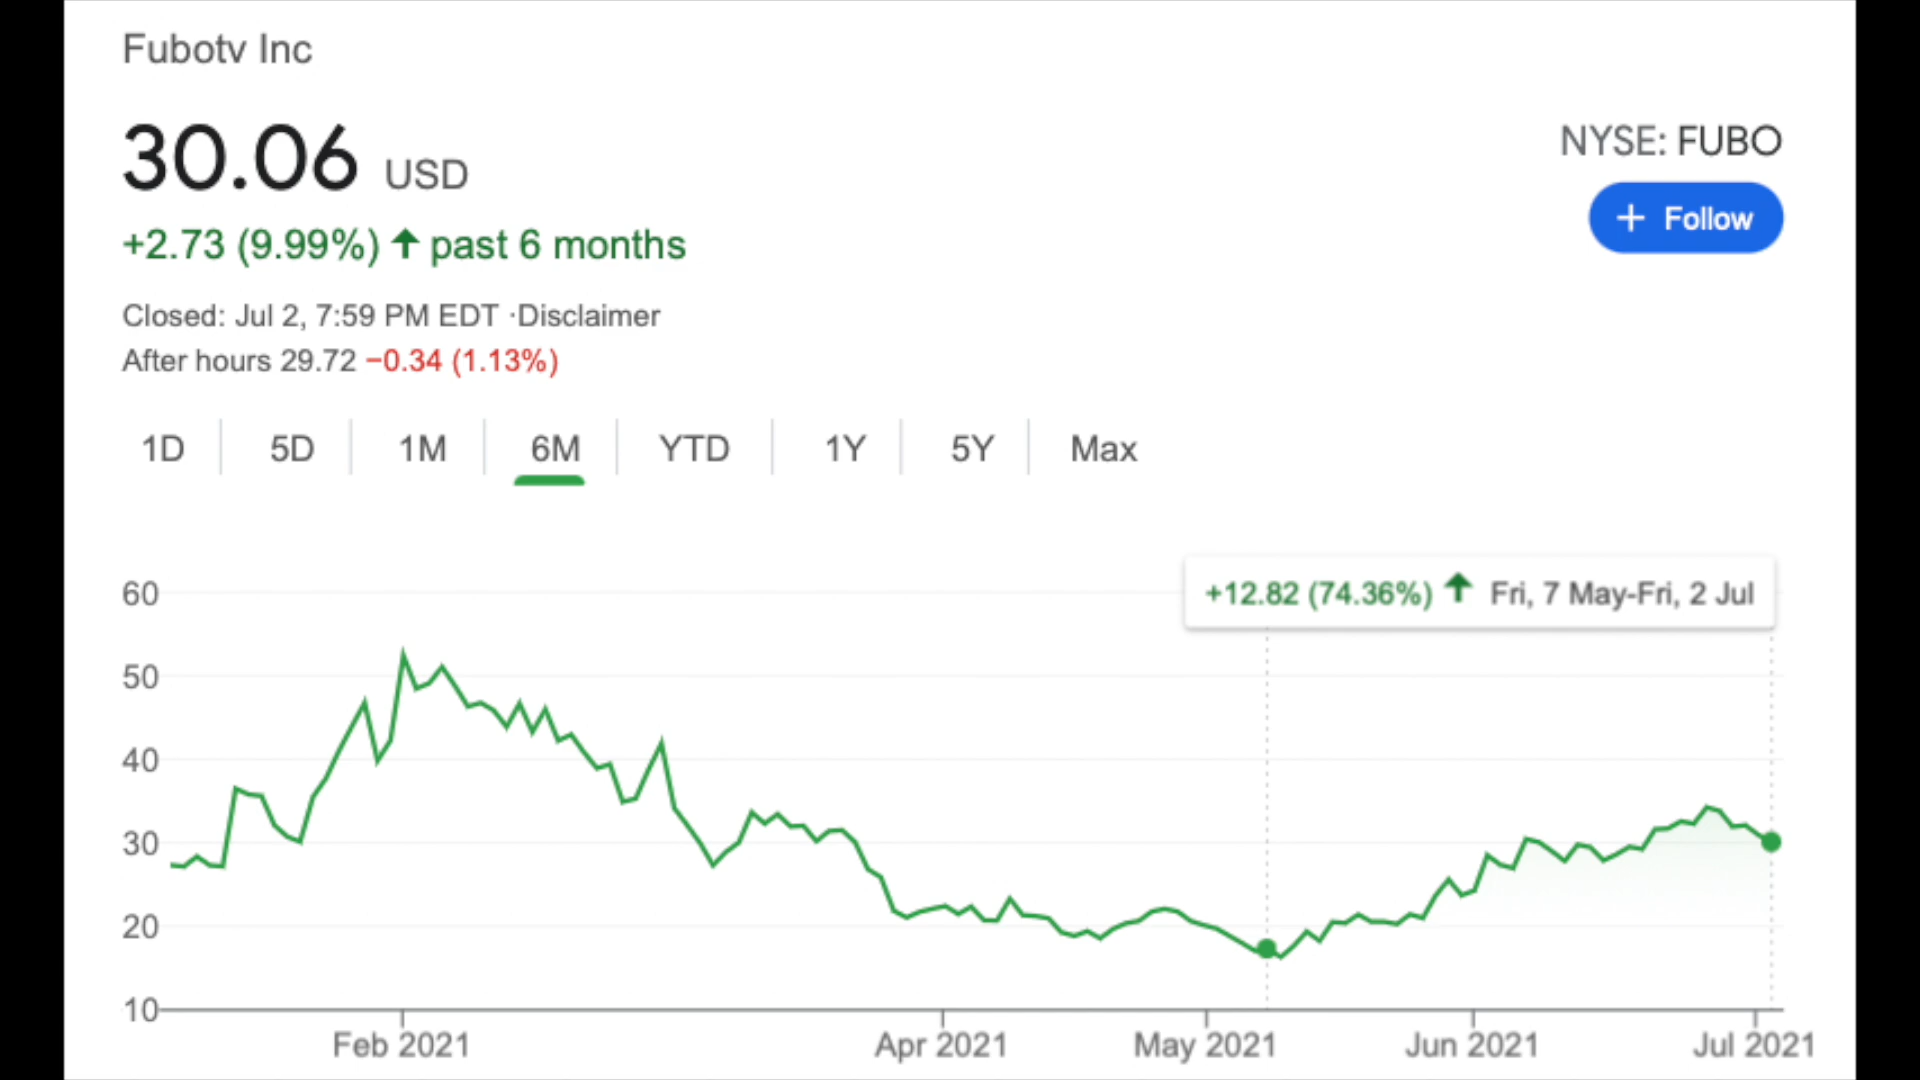 Fubotv Inc
30.06 USD
NYSE: FUBO
+ Follow
+2.73 (9.99%) ↑ past 6 months
Closed: Jul 2, 7:59 PM EDT ·Disclaimer
After hours 29.72 −0.34 (1.13%)
1D 5D 1M 6M YTD 1Y 5Y Max
+12.82 (74.36%) ↑ Fri, 7 May-Fri, 2 Jul
60
50
40
30
20
10
Feb 2021 Apr 2021 May 2021 Jun 2021 Jul 2021